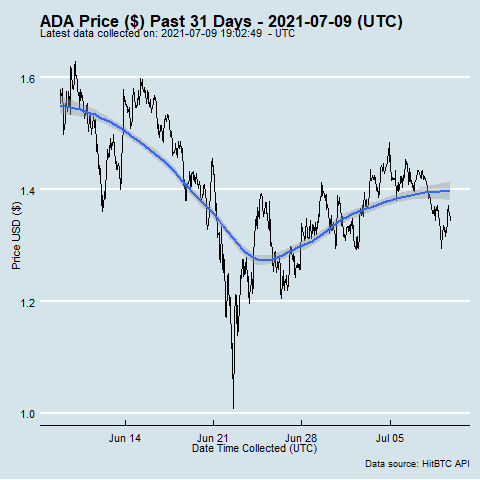 ADA Price ($) Past 31 Days - 2021-07-09 (UTC)
Latest data collected on: 2021-07-09 19:02:49  - UTC
Price USD ($)
1.6
1.4
1.2
1.0
Jun 14 Jun 21 Jun 28 Jul 05
Date Time Collected (UTC)
Data source: HitBTC API